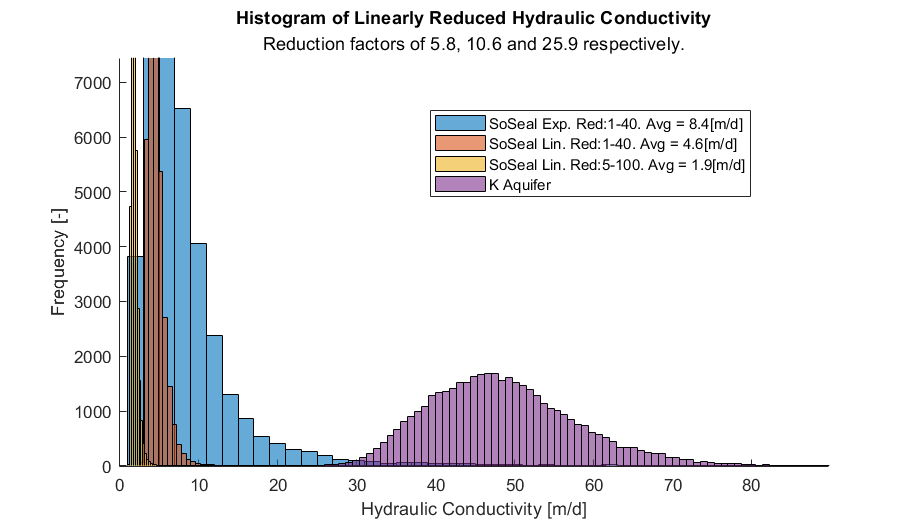 Histogram of Linearly Reduced Hydraulic Conductivity
Reduction factors of 5.8, 10.6 and 25.9 respectively.
7000
6000
5000
4000
3000
2000
1000
0
Frequency [-]
SoSeal Exp. Red:1-40. Avg = 8.4[m/d]
SoSeal Lin. Red:1-40. Avg = 4.6[m/d]
SoSeal Lin. Red:5-100. Avg = 1.9[m/d]
K Aquifer
0 10 20 30 40 50 60 70 80
Hydraulic Conductivity [m/d]